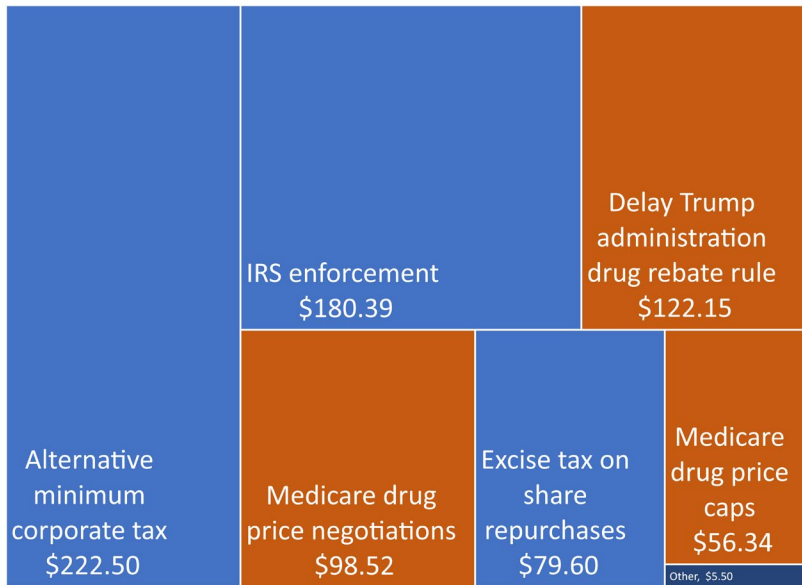 Alternative
minimum
corporate tax
$222.50
IRS enforcement
$180.39
Delay Trump
administration
drug rebate rule
$122.15
Medicare drug
price negotiations
$98.52
Excise tax on
share
repurchases
$79.60
Medicare
drug price
caps
$56.34
Other, $5.50